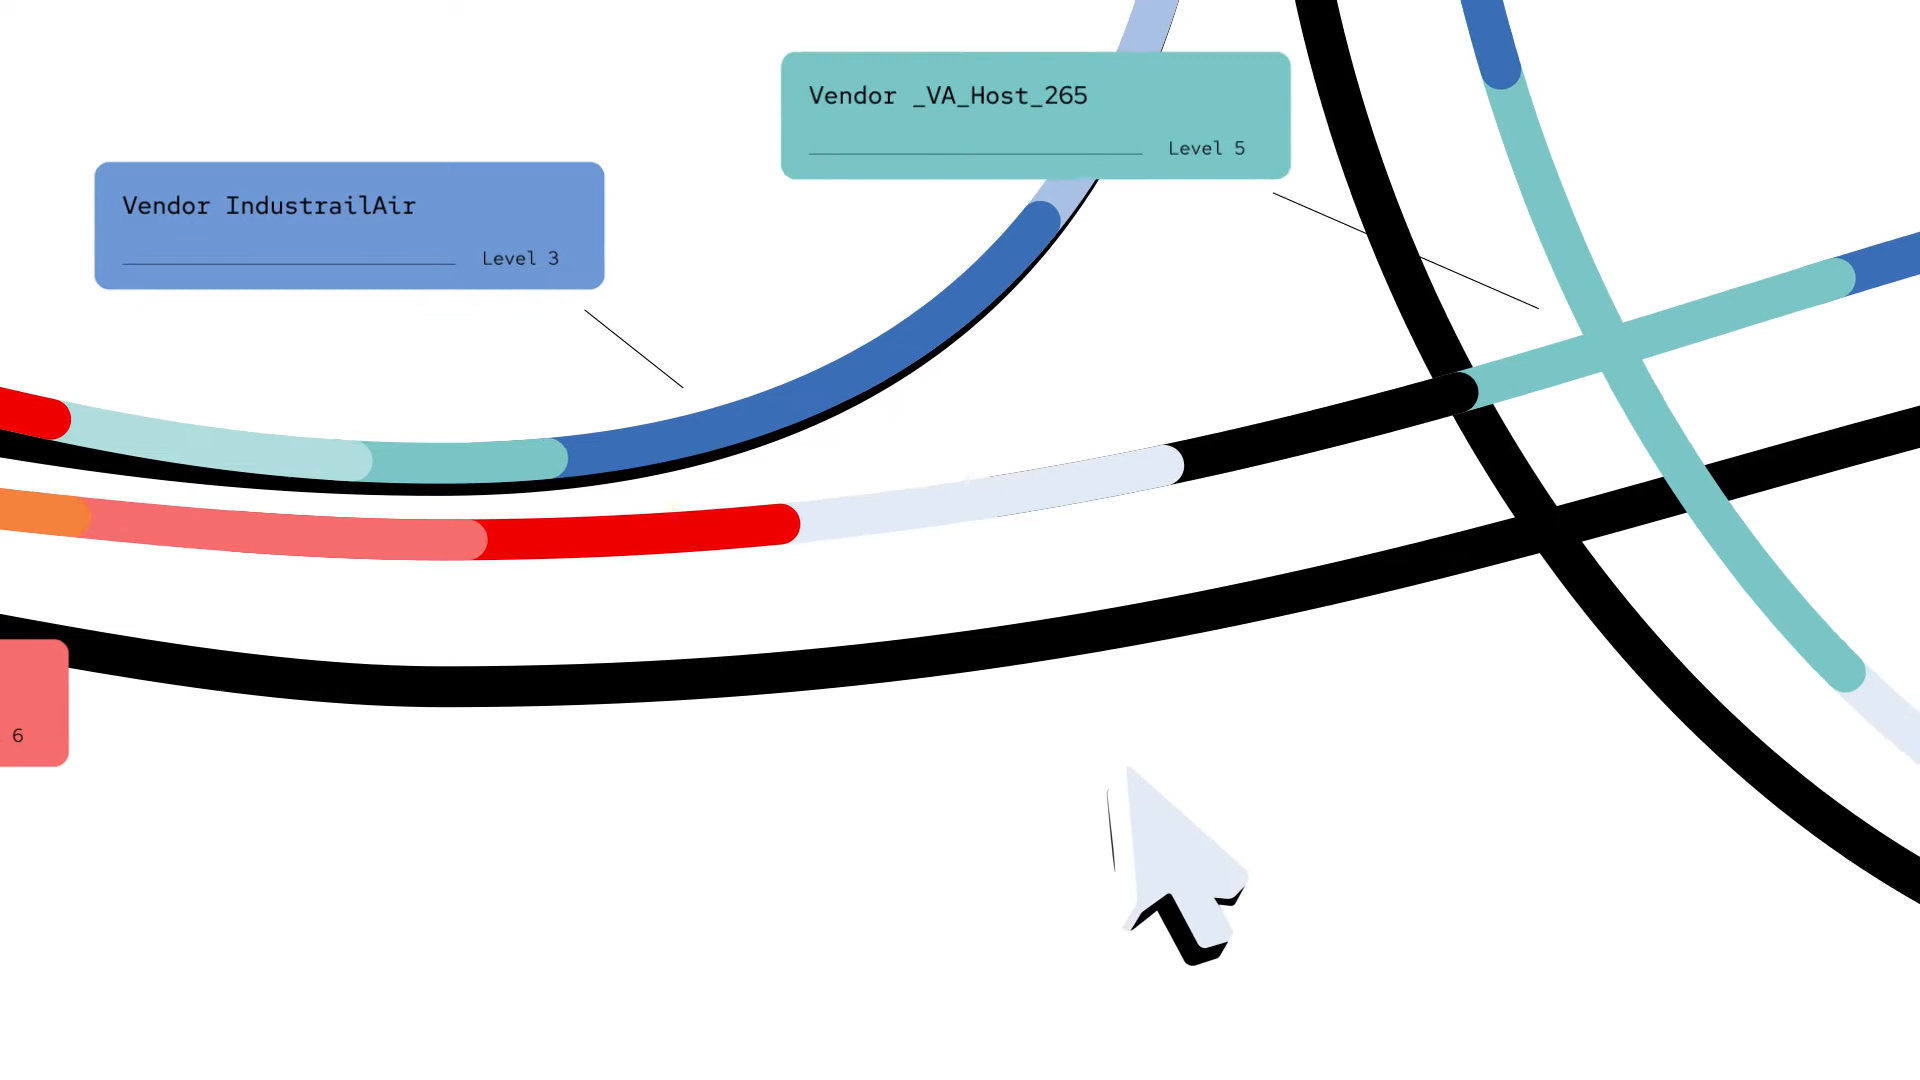 Vendor _VA_Host_265
Level 5
Vendor IndustrailAir
Level 3
6